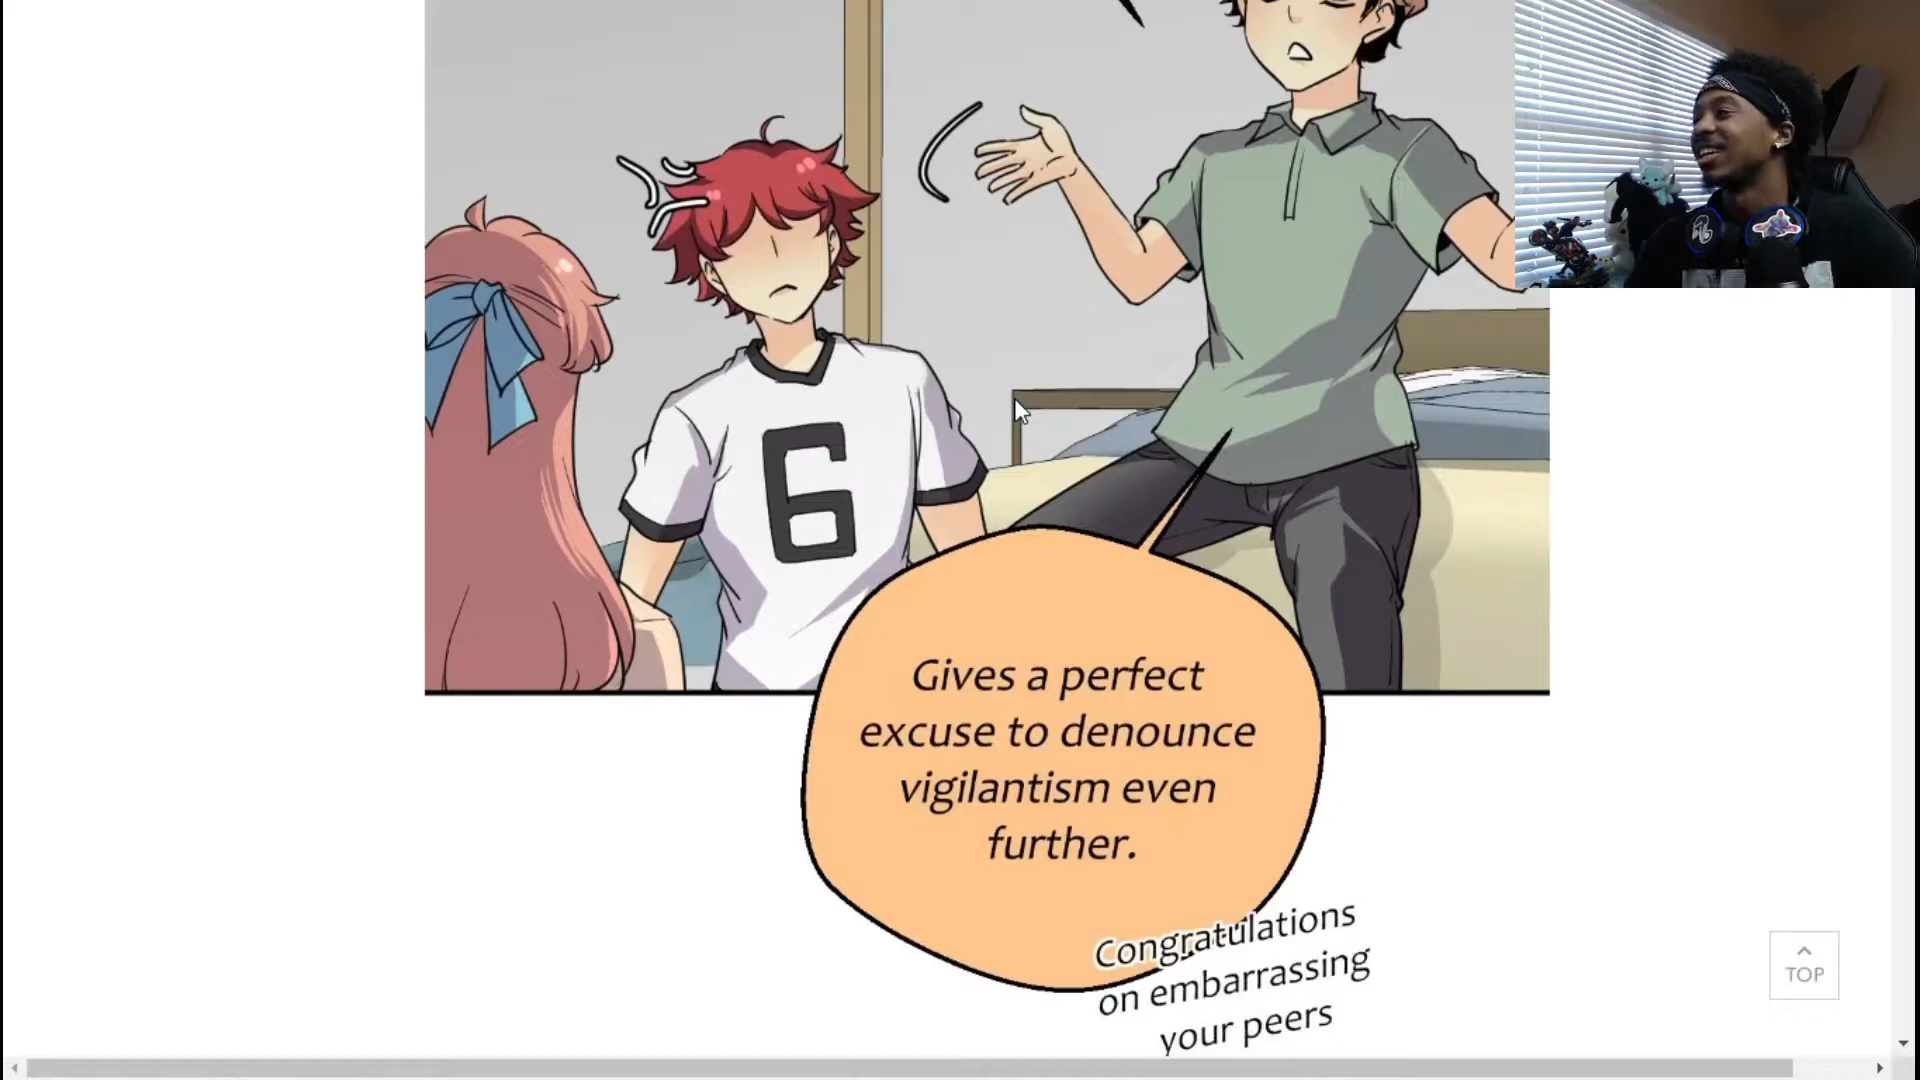 6
Gives a perfect
excuse to denounce
vigilantism even
further.
Congratulations
on embarrassing
your peers
TOP